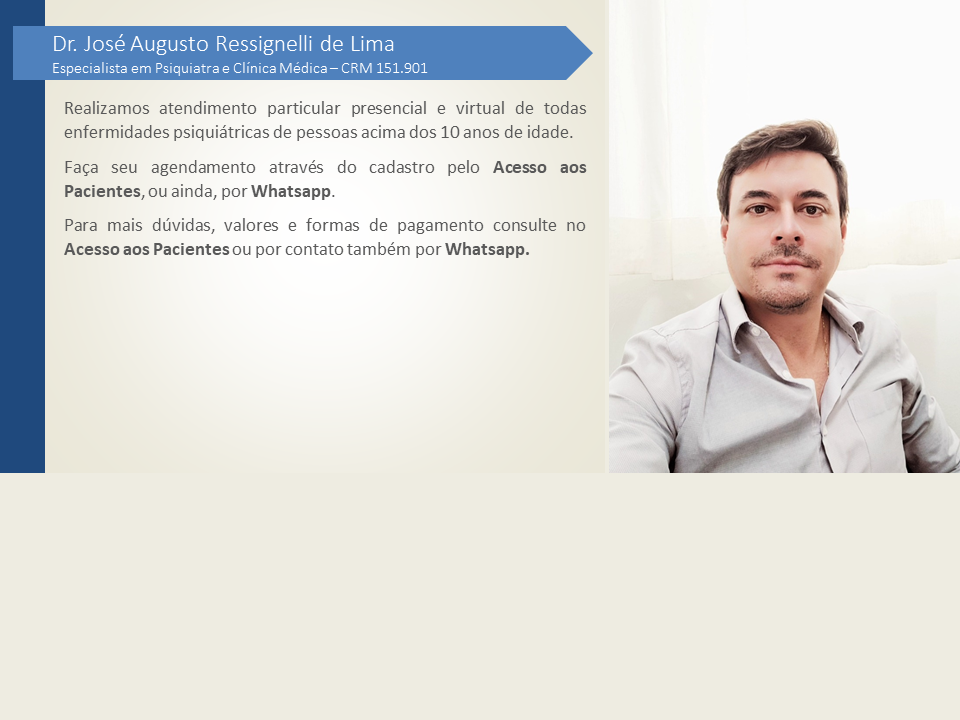 Dr. José Augusto Ressignelli de Lima
Especialista em Psiquiatra e Clínica Médica – CRM 151.901
Realizamos atendimento particular presencial e virtual de todas
enfermidades psiquiátricas de pessoas acima dos 10 anos de idade.
Faça seu agendamento através do cadastro pelo Acesso aos
Pacientes, ou ainda, por Whatsapp.
Para mais dúvidas, valores e formas de pagamento consulte no
Acesso aos Pacientes ou por contato também por Whatsapp.